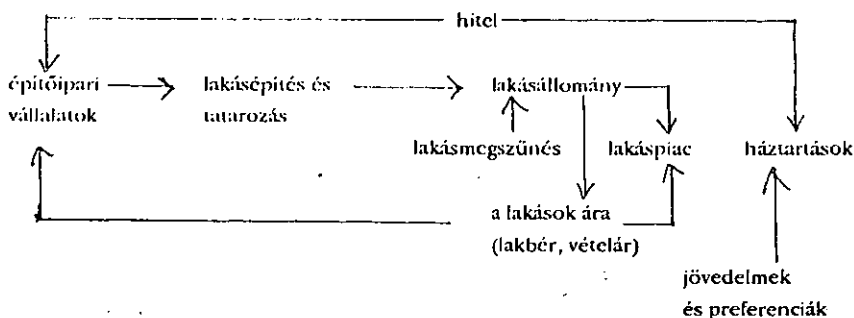 hitel
építőipari
vállalatok
lakásépítés és
tatarozás
lakásállomány
lakásmegszűnés
lakáspiac
háztartások
a lakások ára
(lakbér, vételár)
jövedelmek
és preferenciák